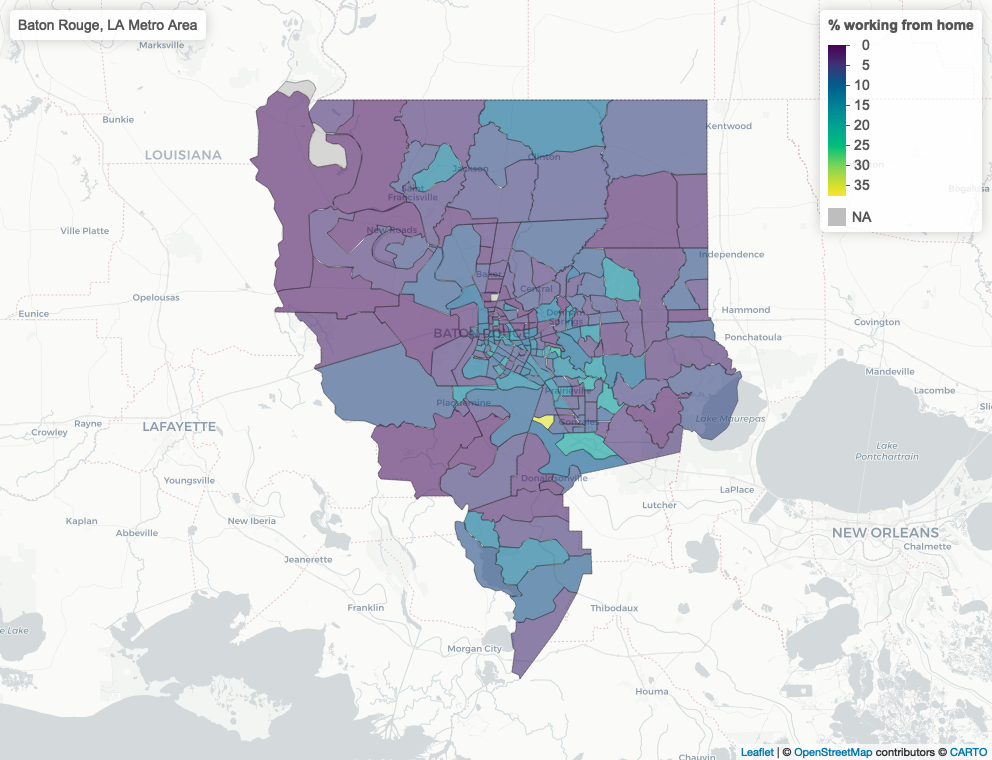 Baton Rouge, LA Metro Area
% working from home
0
5
10
15
20
25
30
35
NA
Marksville
Bunkie
LOUISIANA
Kentwood
Clinton
Jackson
Saint
Francisville
Bogalusa
Ville Platte
New Roads
Independence
Baker
Central
Opelousas
Eunice
Denham
Springs
Hammond
Covington
BATON ROUGE
Ponchatoula
Mandeville
Lacombe
Prairieville
Plaquemine
Lake Maurepas
Rayne
Crowley
LAFAYETTE
Gonzales
Lake
Pontchartrain
Youngsville
Donaldsonville
LaPlace
Lutcher
Kaplan
New Iberia
Abbeville
NEW ORLEANS
Chalmette
Jeanerette
Franklin
Thibodaux
e Lake
Morgan City
Houma
Chauvin
Leaflet | © OpenStreetMap contributors © CARTO